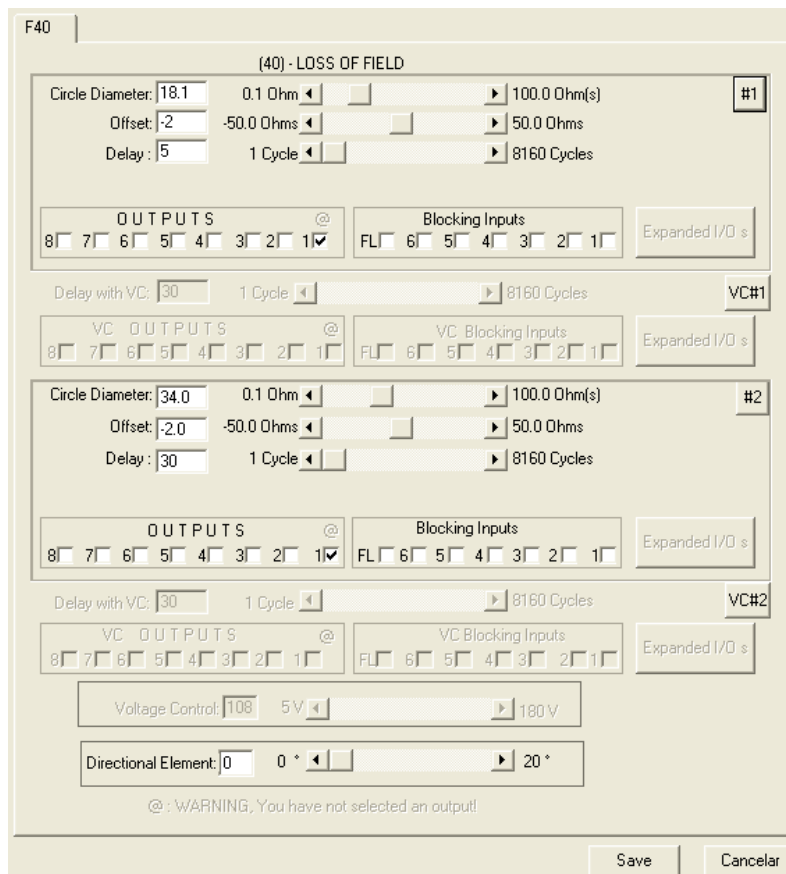 F40
(40) - LOSS OF FIELD
Circle Diameter: 18.1 0.1 Ohm 100.0 Ohm(s) #1
Offset: -2 -50.0 Ohms 50.0 Ohms
Delay : 5 1 Cycle 8160 Cycles
O U T P U T S @ Blocking Inputs Expanded I/O s
8 7 6 5 4 3 2 1 FL 6 5 4 3 2 1
Delay with VC: 30 1 Cycle 8160 Cycles VC#1
VC O U T P U T S @ VC Blocking Inputs Expanded I/O s
8 7 6 5 4 3 2 1 FL 6 5 4 3 2 1
Circle Diameter: 34.0 0.1 Ohm 100.0 Ohm(s) #2
Offset: -2.0 -50.0 Ohms 50.0 Ohms
Delay : 30 1 Cycle 8160 Cycles
O U T P U T S @ Blocking Inputs Expanded I/O s
8 7 6 5 4 3 2 1 FL 6 5 4 3 2 1
Delay with VC: 30 1 Cycle 8160 Cycles VC#2
VC O U T P U T S @ VC Blocking Inputs Expanded I/O s
8 7 6 5 4 3 2 1 FL 6 5 4 3 2 1
Voltage Control: 108 5 V 180 V
Directional Element: 0 0 ° 20 °
@ : WARNING, You have not selected an output!
Save Cancelar